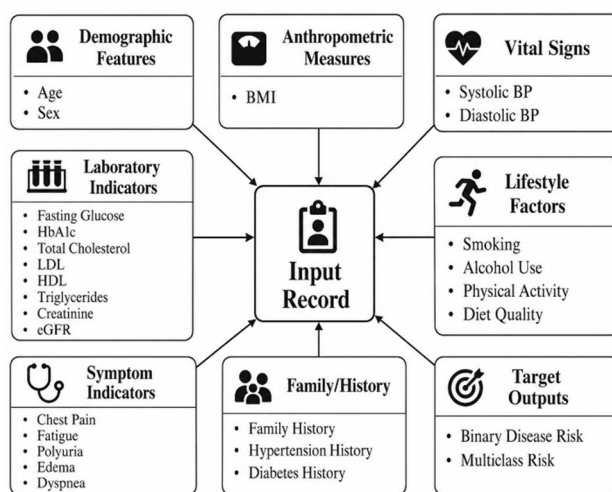 Demographic
Features
• Age
• Sex
Anthropometric
Measures
• BMI
Vital Signs
• Systolic BP
• Diastolic BP
Laboratory
Indicators
• Fasting Glucose
• HbAlc
• Total Cholesterol
• LDL
• HDL
• Triglycerides
• Creatinine
• eGFR
Input
Record
Lifestyle
Factors
• Smoking
• Alcohol Use
• Physical Activity
• Diet Quality
Symptom
Indicators
• Chest Pain
• Fatigue
• Polyuria
• Edema
• Dyspnea
Family/History
• Family History
• Hypertension History
• Diabetes History
Target
Outputs
• Binary Disease Risk
• Multiclass Risk